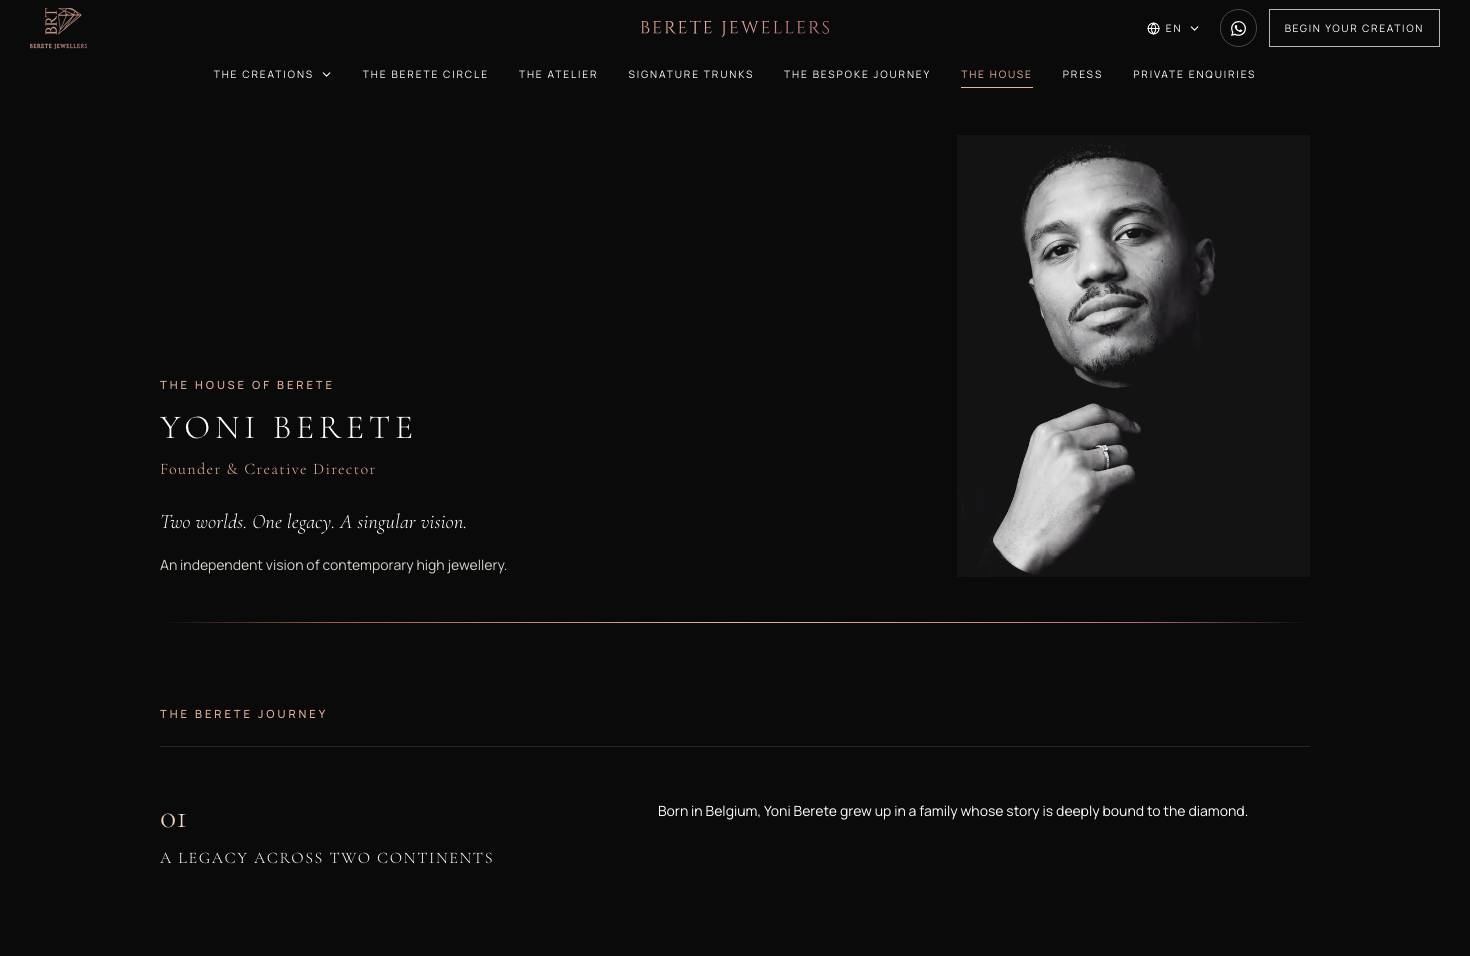 BRT
BERETE JEWELLERS
BERETE JEWELLERS
EN
BEGIN YOUR CREATION
THE CREATIONS
THE BERETE CIRCLE
THE ATELIER
SIGNATURE TRUNKS
THE BESPOKE JOURNEY
THE HOUSE
PRESS
PRIVATE ENQUIRIES
THE HOUSE OF BERETE
YONI BERETE
Founder & Creative Director
Two worlds. One legacy. A singular vision.
An independent vision of contemporary high jewellery.
THE BERETE JOURNEY
01
A LEGACY ACROSS TWO CONTINENTS
Born in Belgium, Yoni Berete grew up in a family whose story is deeply bound to the diamond.